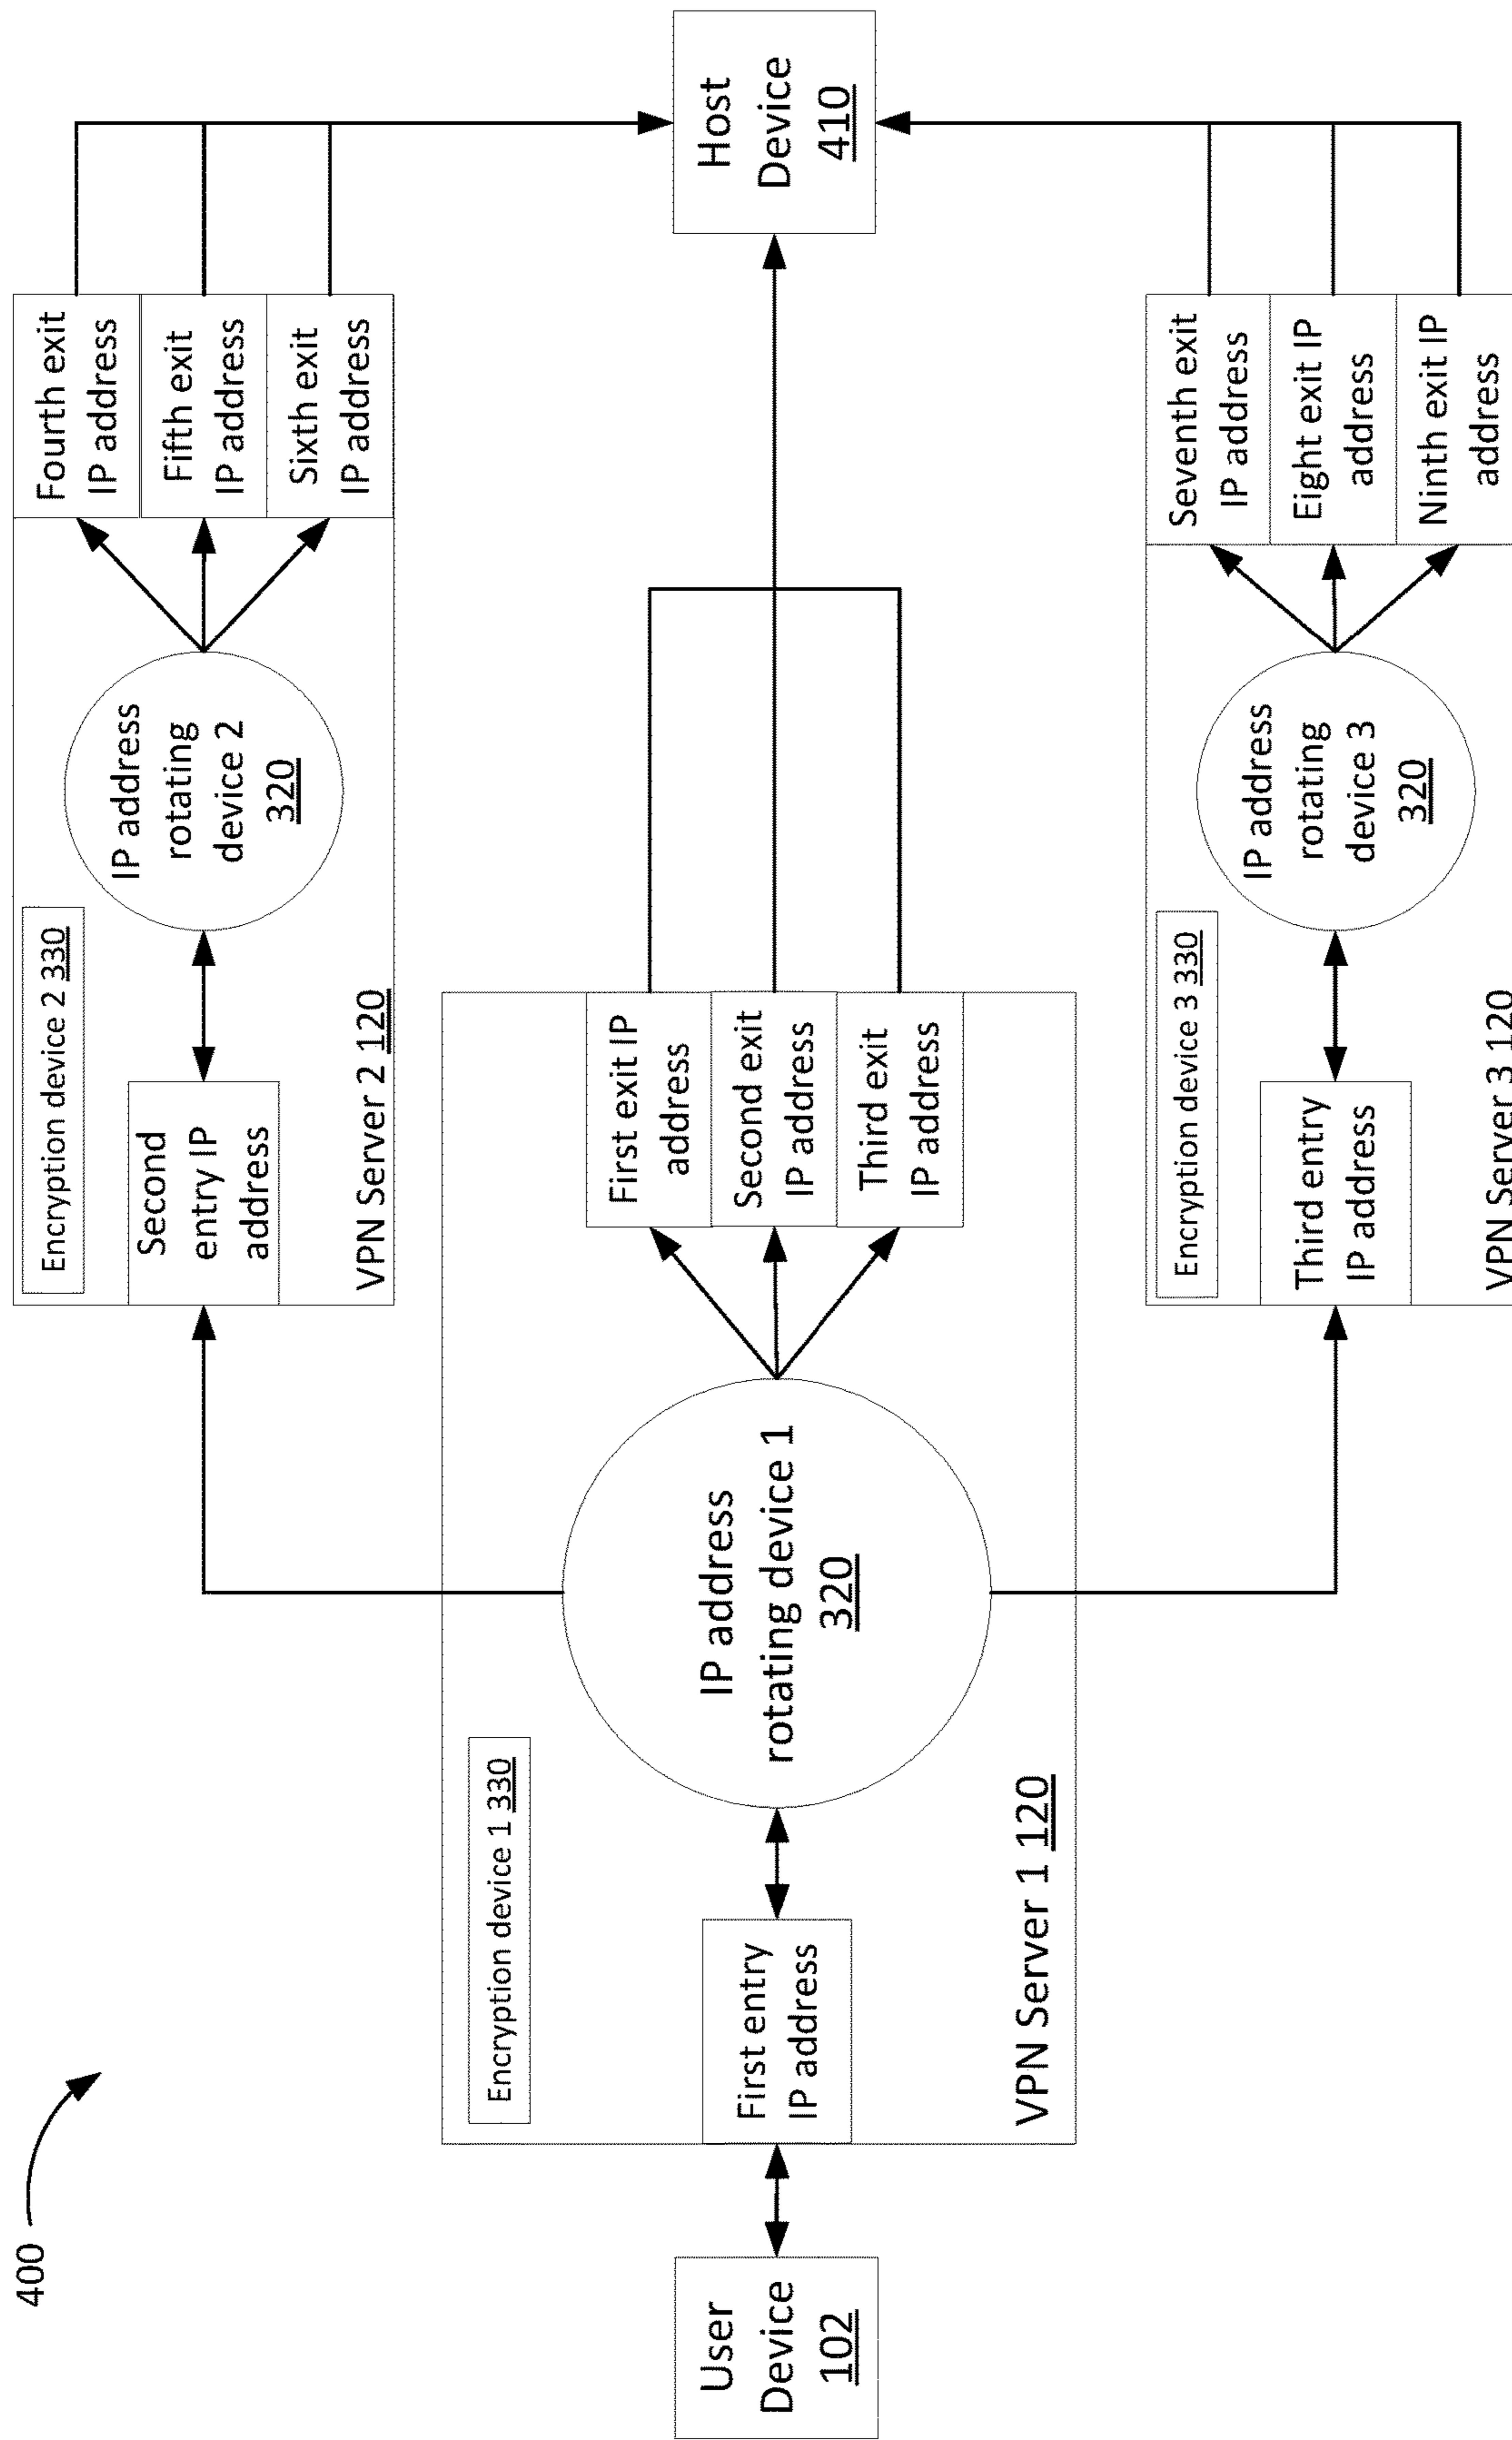 400
User
Device
102
Encryption device 1 330
First entry
IP address
IP address
rotating device 1
320
First exit IP
address
Second exit
IP address
Third exit
IP address
VPN Server 1 120
Encryption device 2 330
Second
entry IP
address
IP address
rotating
device 2
320
Fourth exit
IP address
Fifth exit
IP address
Sixth exit
IP address
VPN Server 2 120
Encryption device 3 330
Third entry
IP address
IP address
rotating
device 3
320
Seventh exit
IP address
Eight exit IP
address
Ninth exit IP
address
VPN Server 3 120
Host
Device
410